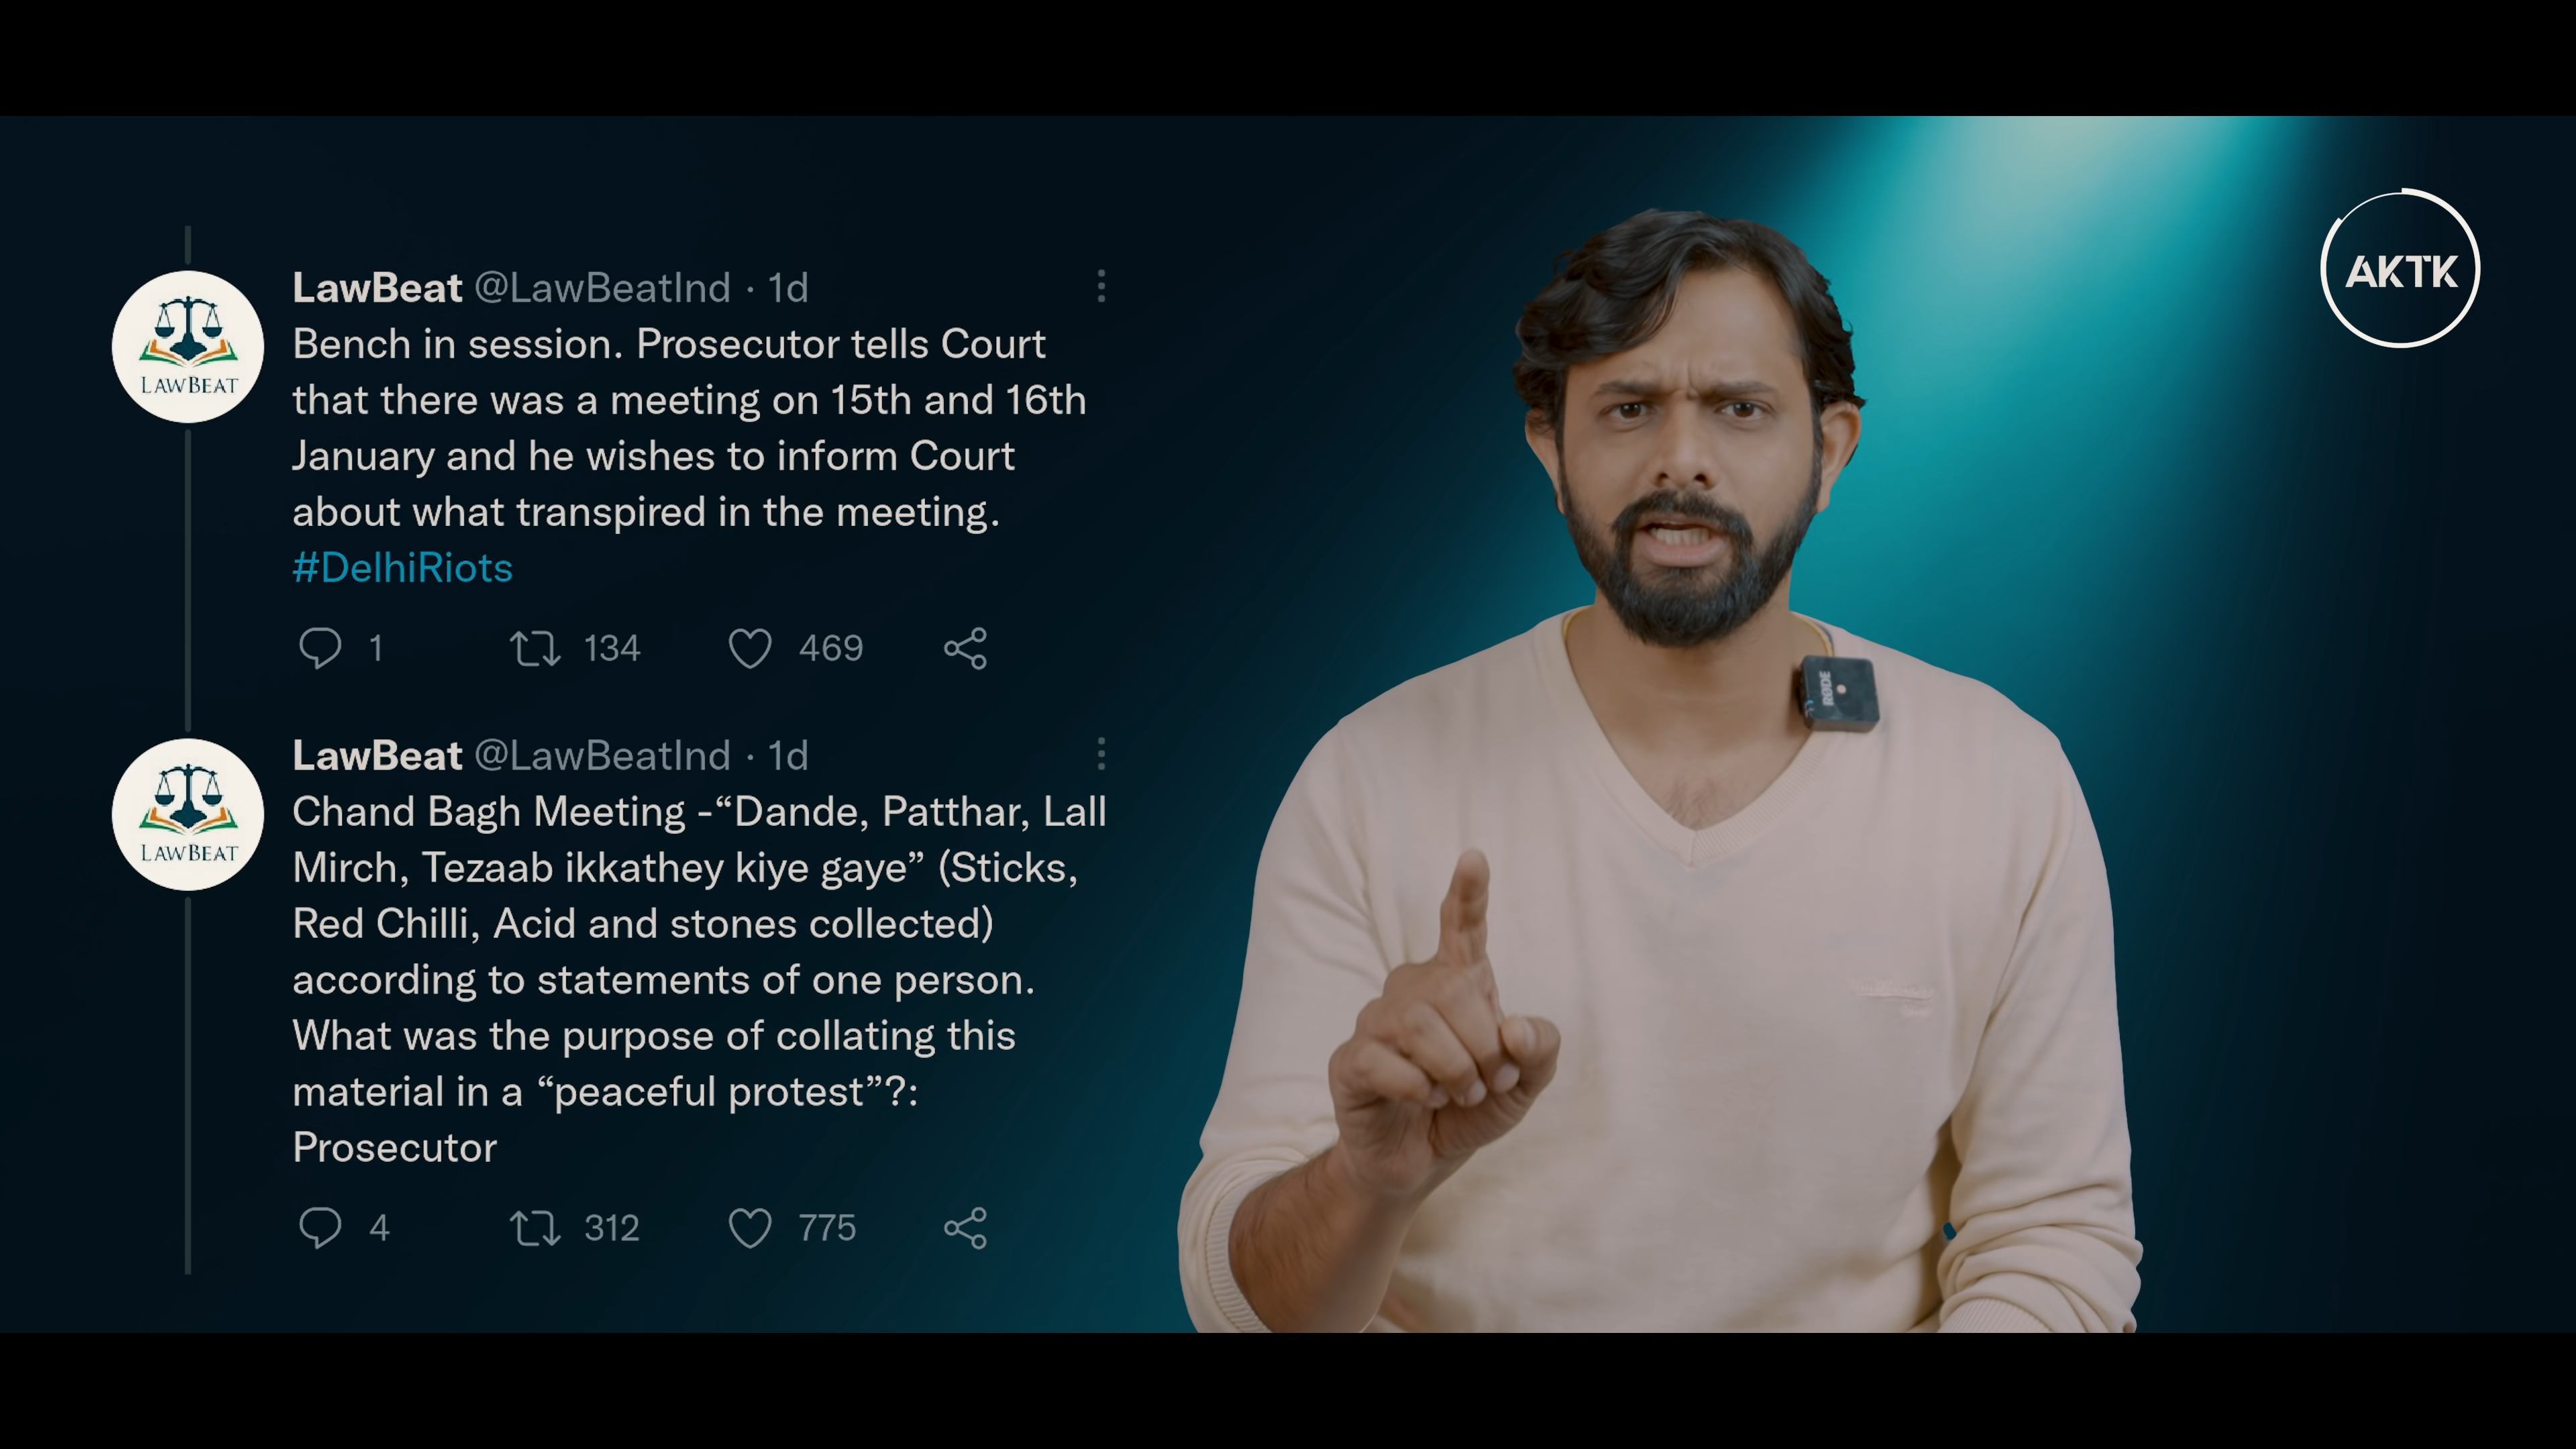 LawBeat @LawBeatInd · 1d
Bench in session. Prosecutor tells Court
that there was a meeting on 15th and 16th
January and he wishes to inform Court
about what transpired in the meeting.
#DelhiRiots
1 134 469
LAWBEAT
LawBeat @LawBeatInd · 1d
Chand Bagh Meeting -“Dande, Patthar, Lall
Mirch, Tezaab ikkathey kiye gaye” (Sticks,
Red Chilli, Acid and stones collected)
according to statements of one person.
What was the purpose of collating this
material in a “peaceful protest”?:
Prosecutor
4 312 775
LAWBEAT
AKTK
RØDE